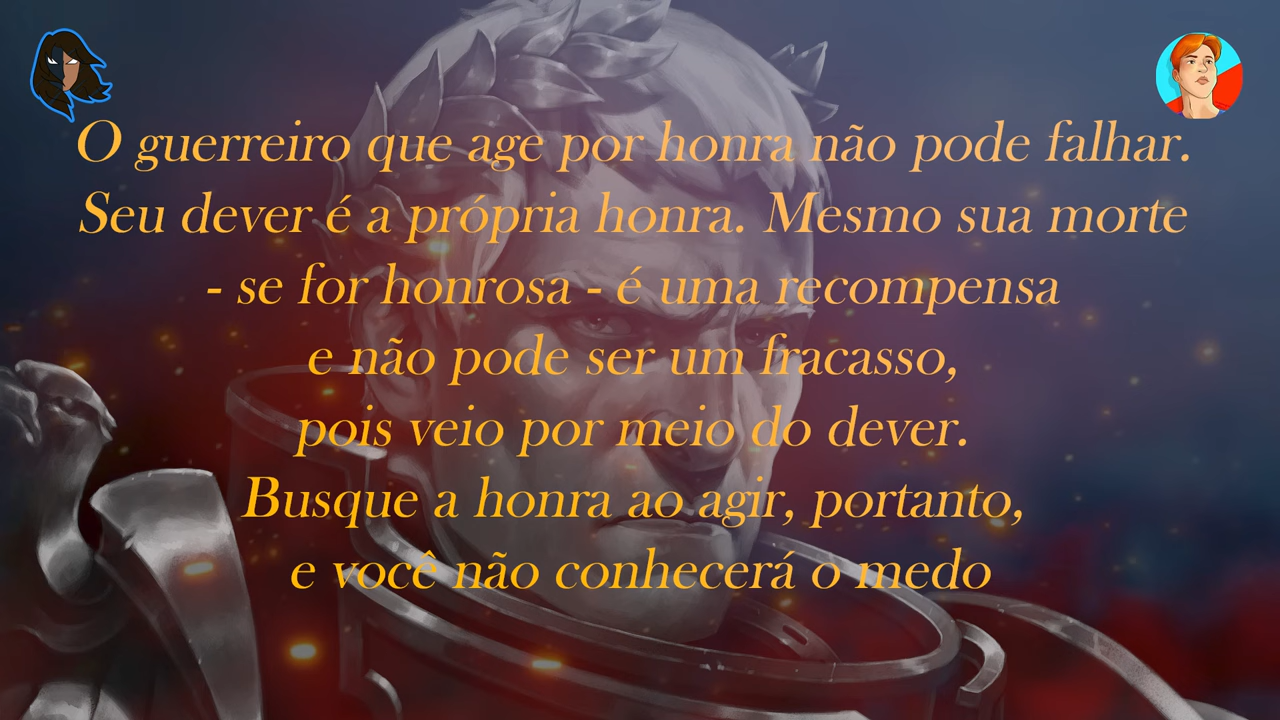 O guerreiro que age por honra não pode falhar.
Seu dever é a própria honra. Mesmo sua morte
- se for honrosa - é uma recompensa
e não pode ser um fracasso,
pois veio por meio do dever.
Busque a honra ao agir, portanto,
e você não conhecerá o medo